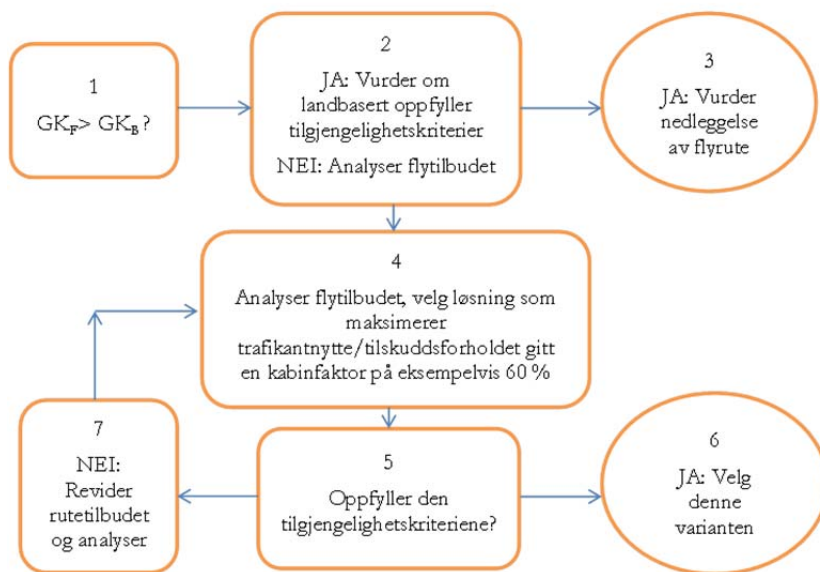 1
GK_F> GK_B ?
2
JA: Vurder om
landbasert oppfyller
tilgjengelighetskriterier
NEI: Analyser flytilbudet
3
JA: Vurder
nedleggelse
av flyrute
4
Analyser flytilbudet, velg løsning som
maksimerer
trafikantnytte/tilskuddsforholdet gitt
en kabinfaktor på eksempelvis 60 %
7
NEI:
Revider
rutetilbudet
og analyser
5
Oppfyller den
tilgjengelighetskriteriene?
6
JA: Velg
denne
varianten